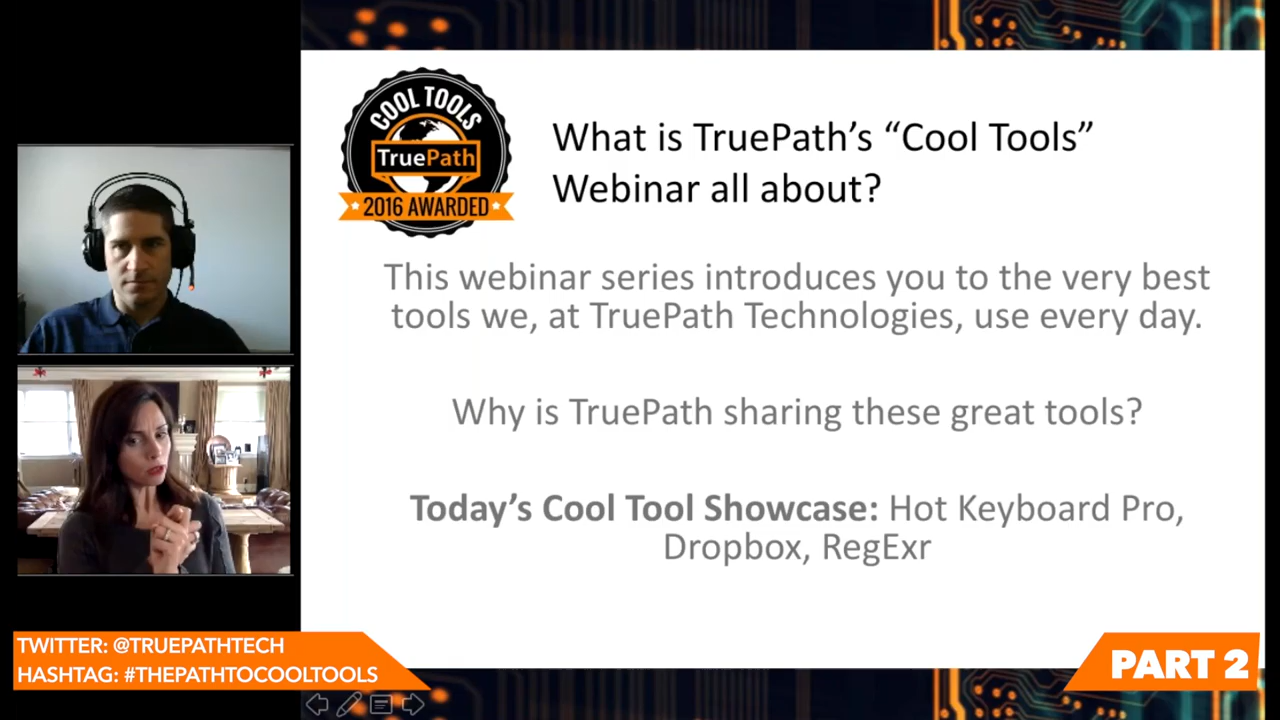 COOL TOOLS
TruePath
2016 AWARDED
What is TruePath’s “Cool Tools”
Webinar all about?
This webinar series introduces you to the very best
tools we, at TruePath Technologies, use every day.
Why is TruePath sharing these great tools?
Today’s Cool Tool Showcase: Hot Keyboard Pro,
Dropbox, RegExr
TWITTER: @TRUEPATHTECH
HASHTAG: #THEPATHTOCOOLTOOLS
PART 2